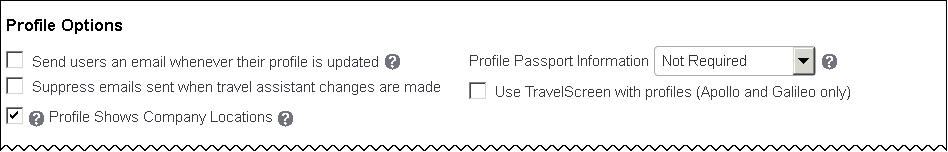 Profile Options
Send users an email whenever their profile is updated ?
Profile Passport Information Not Required ?
Suppress emails sent when travel assistant changes are made
Use TravelScreen with profiles (Apollo and Galileo only)
? Profile Shows Company Locations ?